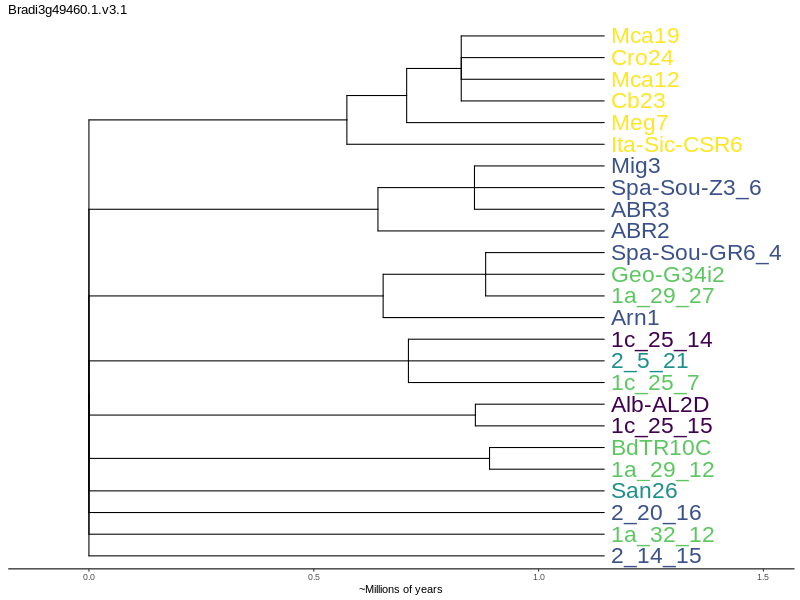 Bradi3g49460.1.v3.1
Mca19
Cro24
Mca12
Cb23
Meg7
Ita-Sic-CSR6
Mig3
Spa-Sou-Z3_6
ABR3
ABR2
Spa-Sou-GR6_4
Geo-G34i2
1a_29_27
Arn1
1c_25_14
2_5_21
1c_25_7
Alb-AL2D
1c_25_15
BdTR10C
1a_29_12
San26
2_20_16
1a_32_12
2_14_15
0.0 0.5 1.0 1.5
~Millions of years